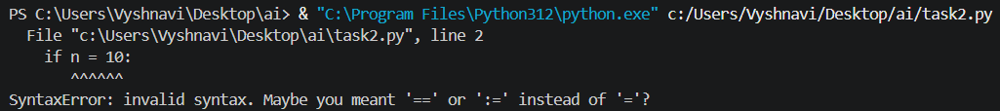 PS C:\Users\Vyshnavi\Desktop\ai> & "C:\Program Files\Python312\python.exe" c:/Users/Vyshnavi/Desktop/ai/task2.py
  File "c:\Users\Vyshnavi\Desktop\ai\task2.py", line 2
    if n = 10:
       ^^^^^^
SyntaxError: invalid syntax. Maybe you meant '==' or ':=' instead of '='?